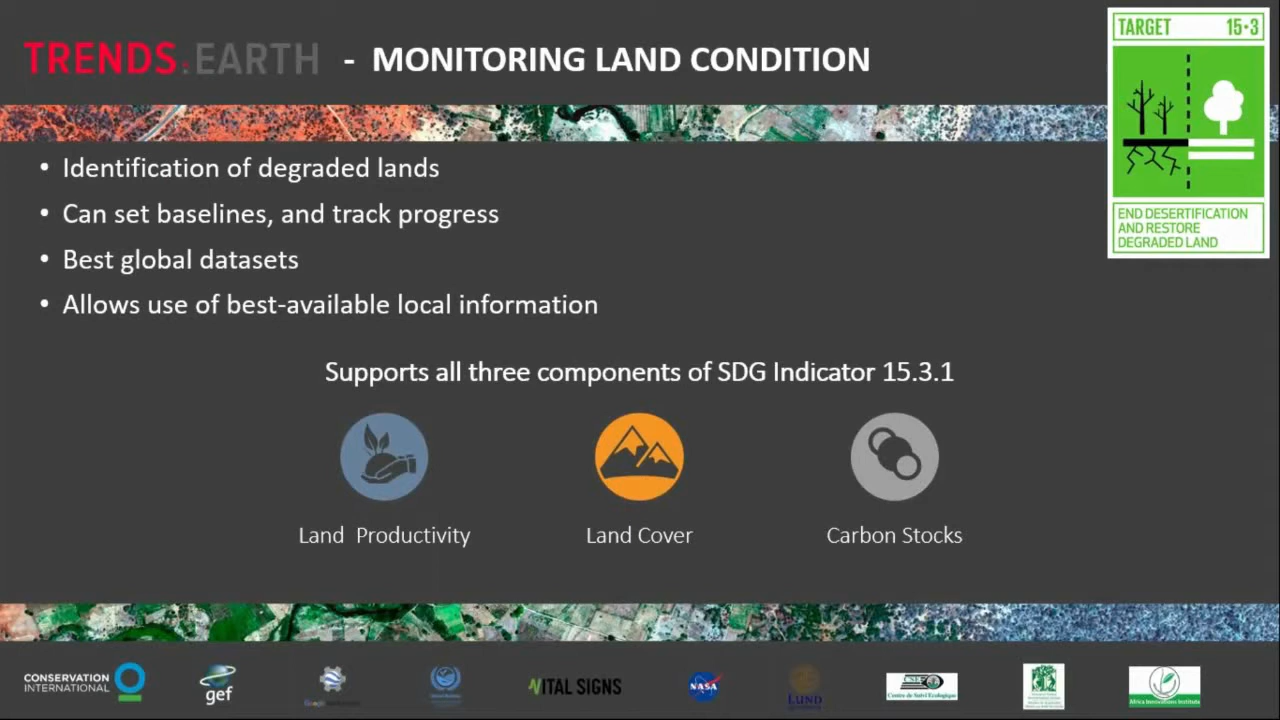 TRENDS.EARTH - MONITORING LAND CONDITION
TARGET 15·3
• Identification of degraded lands
• Can set baselines, and track progress
• Best global datasets
• Allows use of best-available local information
END DESERTIFICATION
AND RESTORE
DEGRADED LAND
Supports all three components of SDG Indicator 15.3.1
Land Productivity
Land Cover
Carbon Stocks
CONSERVATION
INTERNATIONAL
gef
VITAL SIGNS
NASA
LUND
CSE
Centre de Suivi Ecologique
Africa Innovations Institute